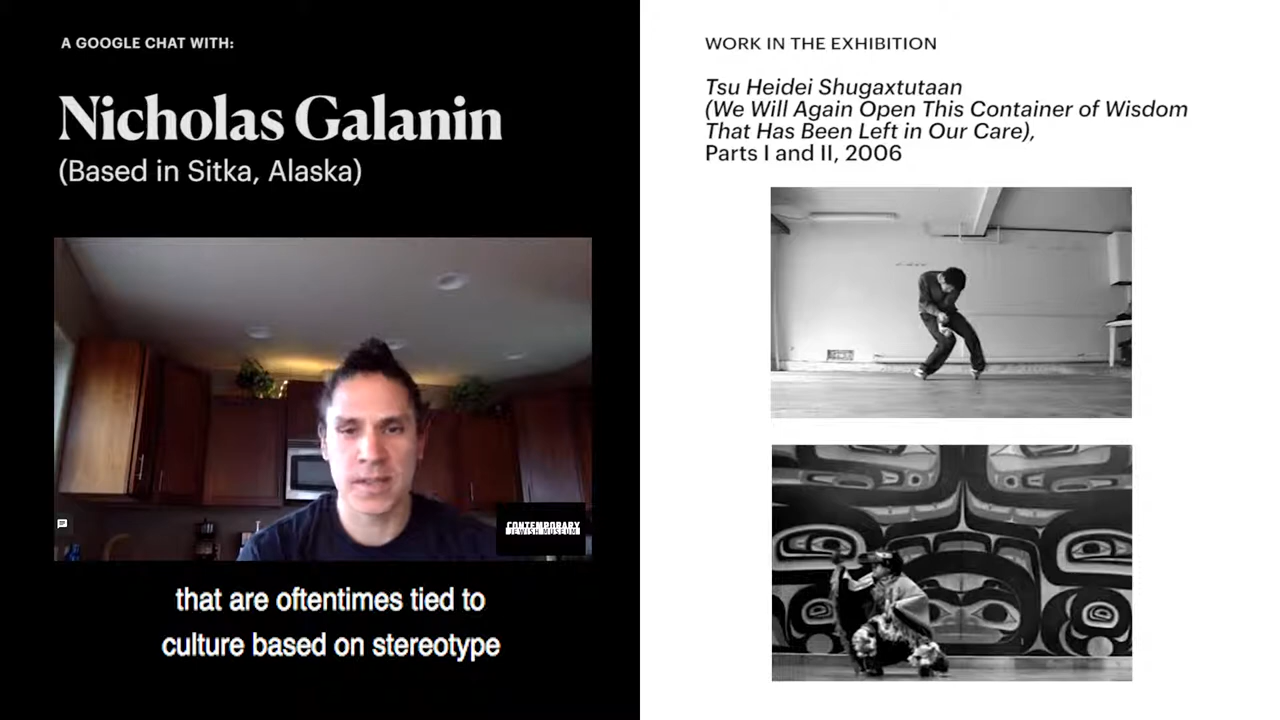 A GOOGLE CHAT WITH:
Nicholas Galanin
(Based in Sitka, Alaska)
CONTEMPORARY
JEWISH MUSEUM
that are oftentimes tied to
culture based on stereotype
WORK IN THE EXHIBITION
Tsu Heidei Shugaxtutaan
(We Will Again Open This Container of Wisdom
That Has Been Left in Our Care),
Parts I and II, 2006